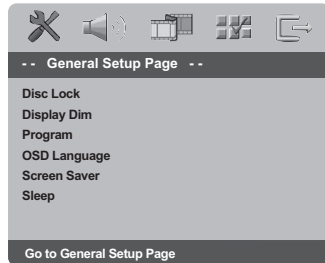 - - General Setup Page - -
Disc Lock
Display Dim
Program
OSD Language
Screen Saver
Sleep
Go to General Setup Page